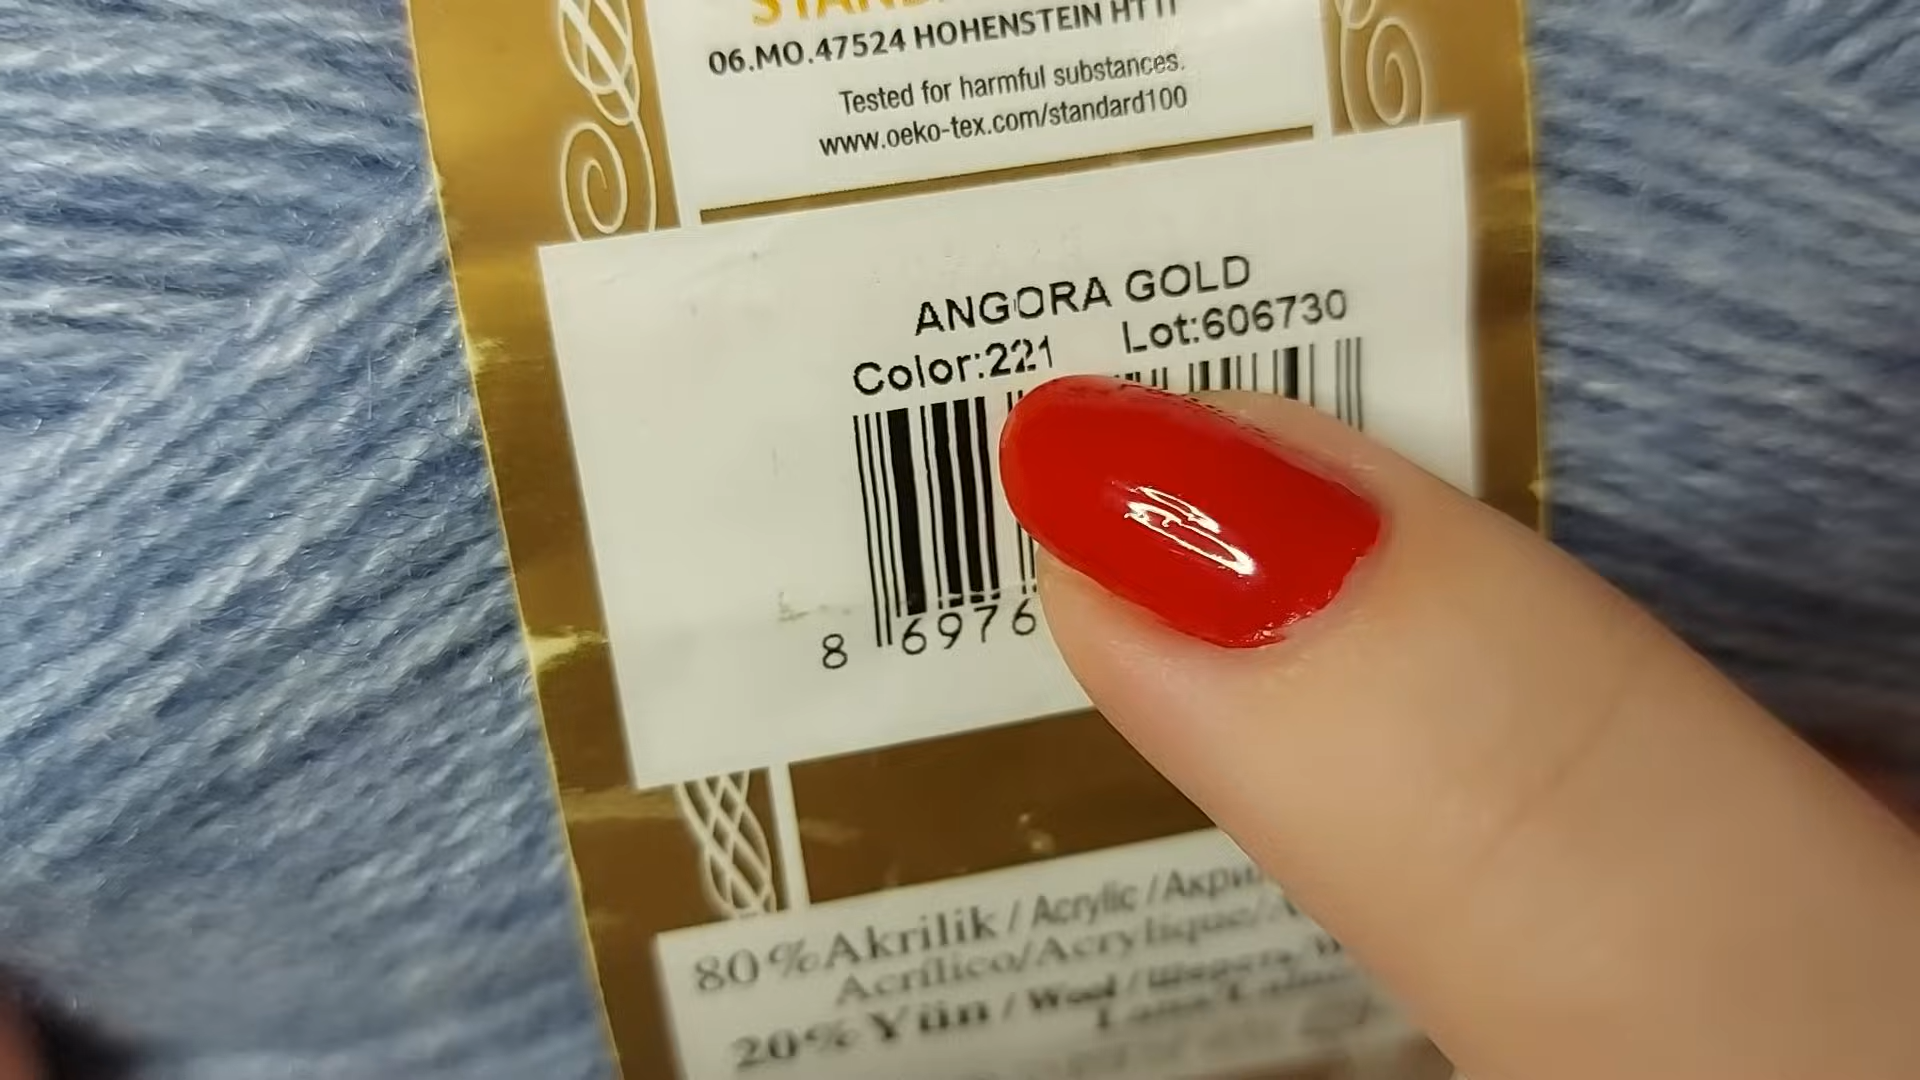 06.MO.47524 HOHENSTEIN HTTI
Tested for harmful substances.
www.oeko-tex.com/standard100
ANGORA GOLD
Color:221 Lot:606730
8 6976
80% Akrilik / Acrylic /
Acrílico/Acrylique/
20% Yün / Wool /